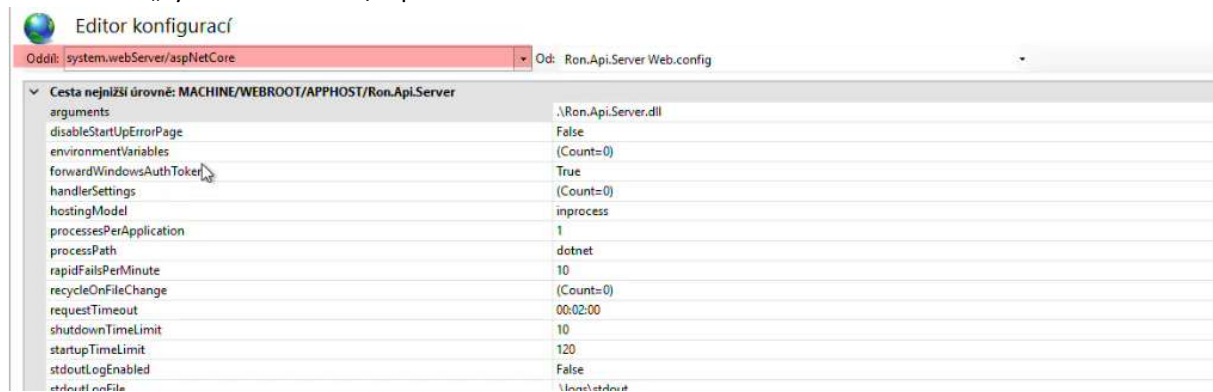 Editor konfigurací
Oddíl: system.webServer/aspNetCore Od: Ron.Api.Server Web.config
Cesta nejnižší úrovně: MACHINE/WEBROOT/APPHOST/Ron.Api.Server
arguments .\Ron.Api.Server.dll
disableStartUpErrorPage False
environmentVariables (Count=0)
forwardWindowsAuthToken True
handlerSettings (Count=0)
hostingModel inprocess
processesPerApplication 1
processPath dotnet
rapidFailsPerMinute 10
recycleOnFileChange (Count=0)
requestTimeout 00:02:00
shutdownTimeLimit 10
startupTimeLimit 120
stdoutLogEnabled False
stdoutLogFile .\logs\stdout